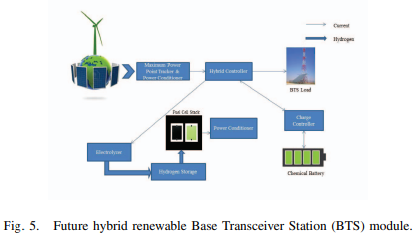 Current
Hydrogen
Maximum Power
Point Tracker &
Power Conditioner
Hybrid Controller
BTS Load
Fuel Cell Stack
Power Conditioner
Charge
Controller
Electrolyzer
Hydrogen Storage
Chemical Battery
Fig. 5. Future hybrid renewable Base Transceiver Station (BTS) module.